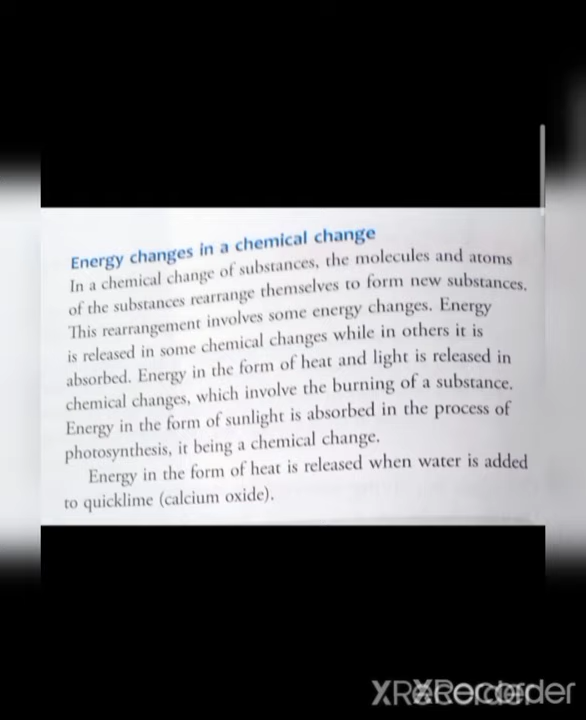 Energy changes in a chemical change
In a chemical change of substances, the molecules and atoms
of the substances rearrange themselves to form new substances.
This rearrangement involves some energy changes. Energy
is released in some chemical changes while in others it is
absorbed. Energy in the form of heat and light is released in
chemical changes, which involve the burning of a substance.
Energy in the form of sunlight is absorbed in the process of
photosynthesis, it being a chemical change.
Energy in the form of heat is released when water is added
to quicklime (calcium oxide).
XRecorder